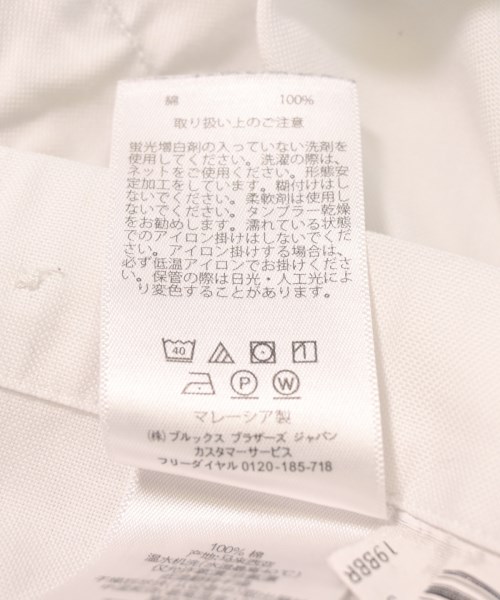 綿 100%
取り扱い上のご注意
蛍光増白剤の入っていない洗剤を
使用してください。洗濯の際は、
ネットをご使用ください。形態安
定加工をしています。糊付けはし
ないでください。柔軟剤は使用し
ないでください。タンブラー乾燥
をお勧めします。濡れている状態
でのアイロン掛けはしないでくだ
さい。アイロン掛けする場合は、
必ず低温アイロンでお掛けくださ
い。保管の際は日光・人工光によ
り変色することがあります。
40
P W
マレーシア製
(株)ブルックス ブラザーズ ジャパン
カスタマーサービス
フリーダイヤル 0120-185-718
100% 棉
1988R